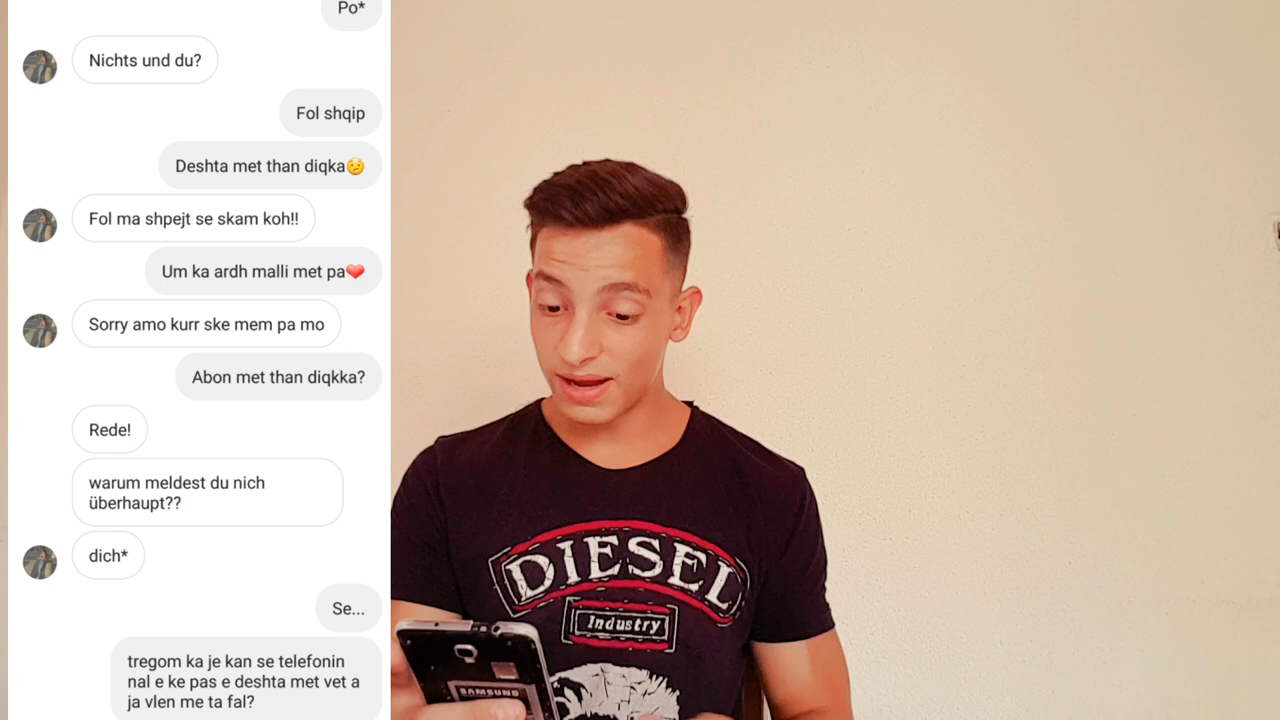 Po*
Nichts und du?
Fol shqip
Deshta met than diqka😕
Fol ma shpejt se skam koh!!
Um ka ardh malli met pa❤
Sorry amo kurr ske mem pa mo
Abon met than diqkka?
Rede!
warum meldest du nich
überhaupt??
dich*
Se...
tregom ka je kan se telefonin
nal e ke pas e deshta met vet a
ja vlen me ta fal?
DIESEL
Industry
SAMSUNG